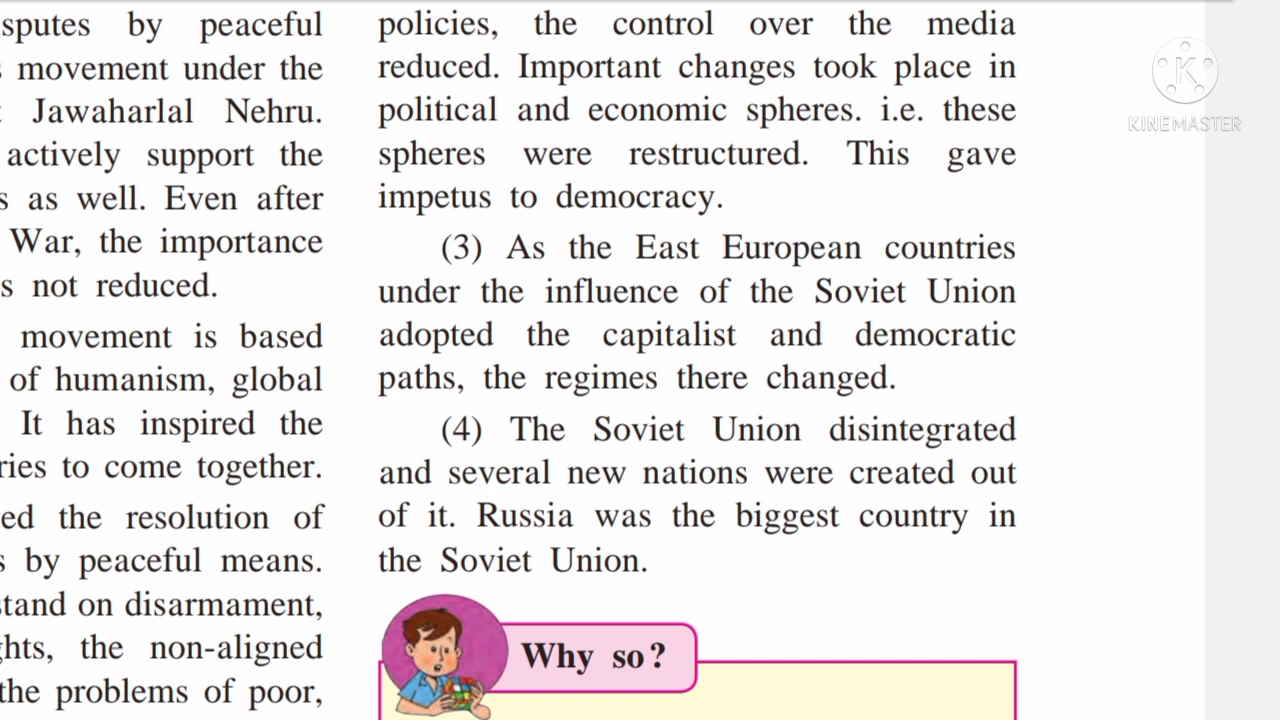 sputes by peaceful
movement under the
Jawaharlal Nehru.
actively support the
s as well. Even after
War, the importance
s not reduced.
movement is based
of humanism, global
It has inspired the
ries to come together.
ed the resolution of
s by peaceful means.
stand on disarmament,
ghts, the non-aligned
the problems of poor,
policies, the control over the media
reduced. Important changes took place in
political and economic spheres. i.e. these
spheres were restructured. This gave
impetus to democracy.
(3) As the East European countries
under the influence of the Soviet Union
adopted the capitalist and democratic
paths, the regimes there changed.
(4) The Soviet Union disintegrated
and several new nations were created out
of it. Russia was the biggest country in
the Soviet Union.
Why so?
K
KINEMASTER